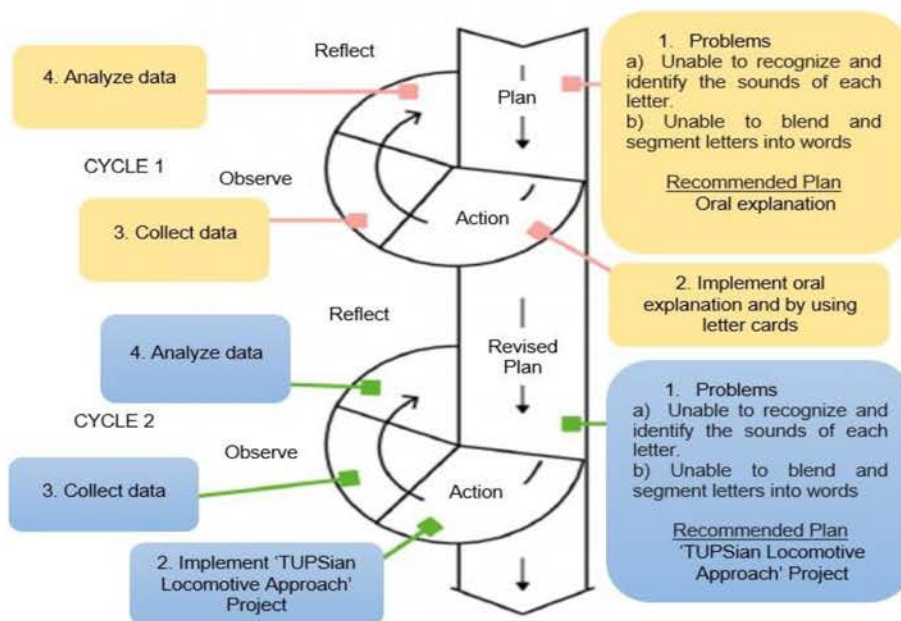 Reflect
4. Analyze data
Plan
1. Problems
a) Unable to recognize and
identify the sounds of each
letter.
b) Unable to blend and
segment letters into words
Recommended Plan
Oral explanation
CYCLE 1
Observe
Action
3. Collect data
2. Implement oral
explanation and by using
letter cards
Reflect
4. Analyze data
Revised
Plan
1. Problems
a) Unable to recognize and
identify the sounds of each
letter.
b) Unable to blend and
segment letters into words
Recommended Plan
‘TUPSian Locomotive
Approach’ Project
CYCLE 2
Observe
3. Collect data
Action
2. Implement ‘TUPSian
Locomotive Approach’
Project